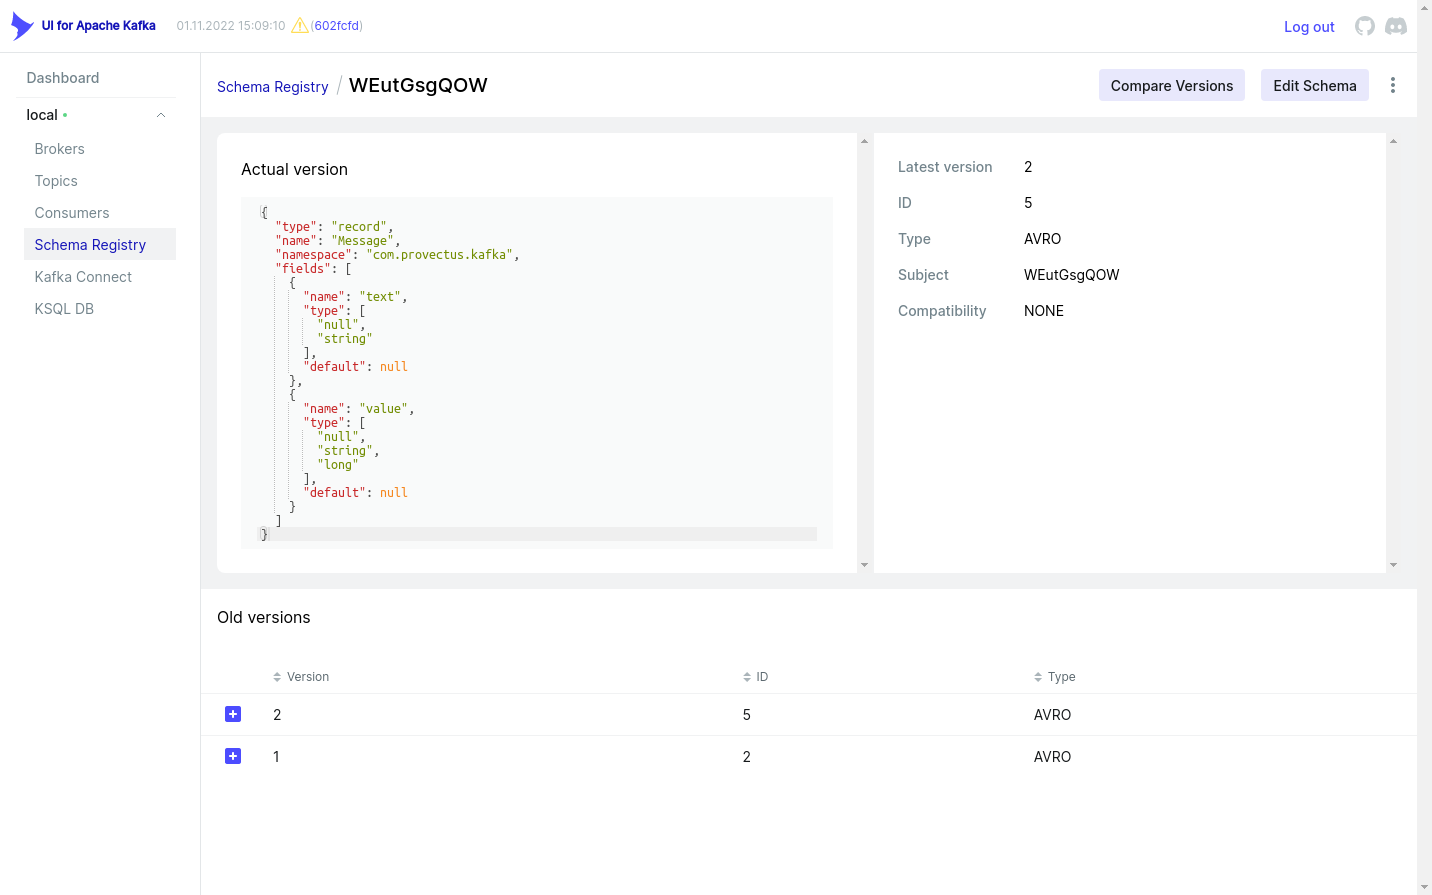 UI for Apache Kafka 01.11.2022 15:09:10 (602fcfd) Log out
Dashboard
local
Brokers
Topics
Consumers
Schema Registry
Kafka Connect
KSQL DB
Schema Registry / WEutGsgQOW Compare Versions Edit Schema
Actual version
{
  "type": "record",
  "name": "Message",
  "namespace": "com.provectus.kafka",
  "fields": [
    {
      "name": "text",
      "type": [
        "null",
        "string"
      ],
      "default": null
    },
    {
      "name": "value",
      "type": [
        "null",
        "string",
        "long"
      ],
      "default": null
    }
  ]
}
Latest version 2
ID 5
Type AVRO
Subject WEutGsgQOW
Compatibility NONE
Old versions
Version ID Type
2 5 AVRO
1 2 AVRO